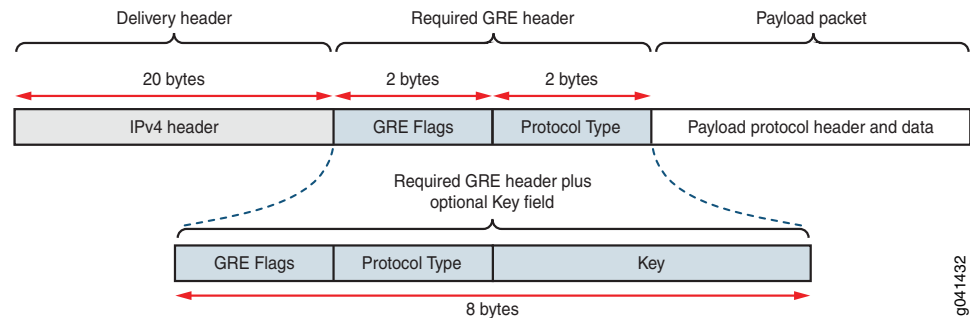 Delivery header
Required GRE header
Payload packet
20 bytes
2 bytes
2 bytes
IPv4 header
GRE Flags
Protocol Type
Payload protocol header and data
Required GRE header plus
optional Key field
GRE Flags
Protocol Type
Key
8 bytes
g041432